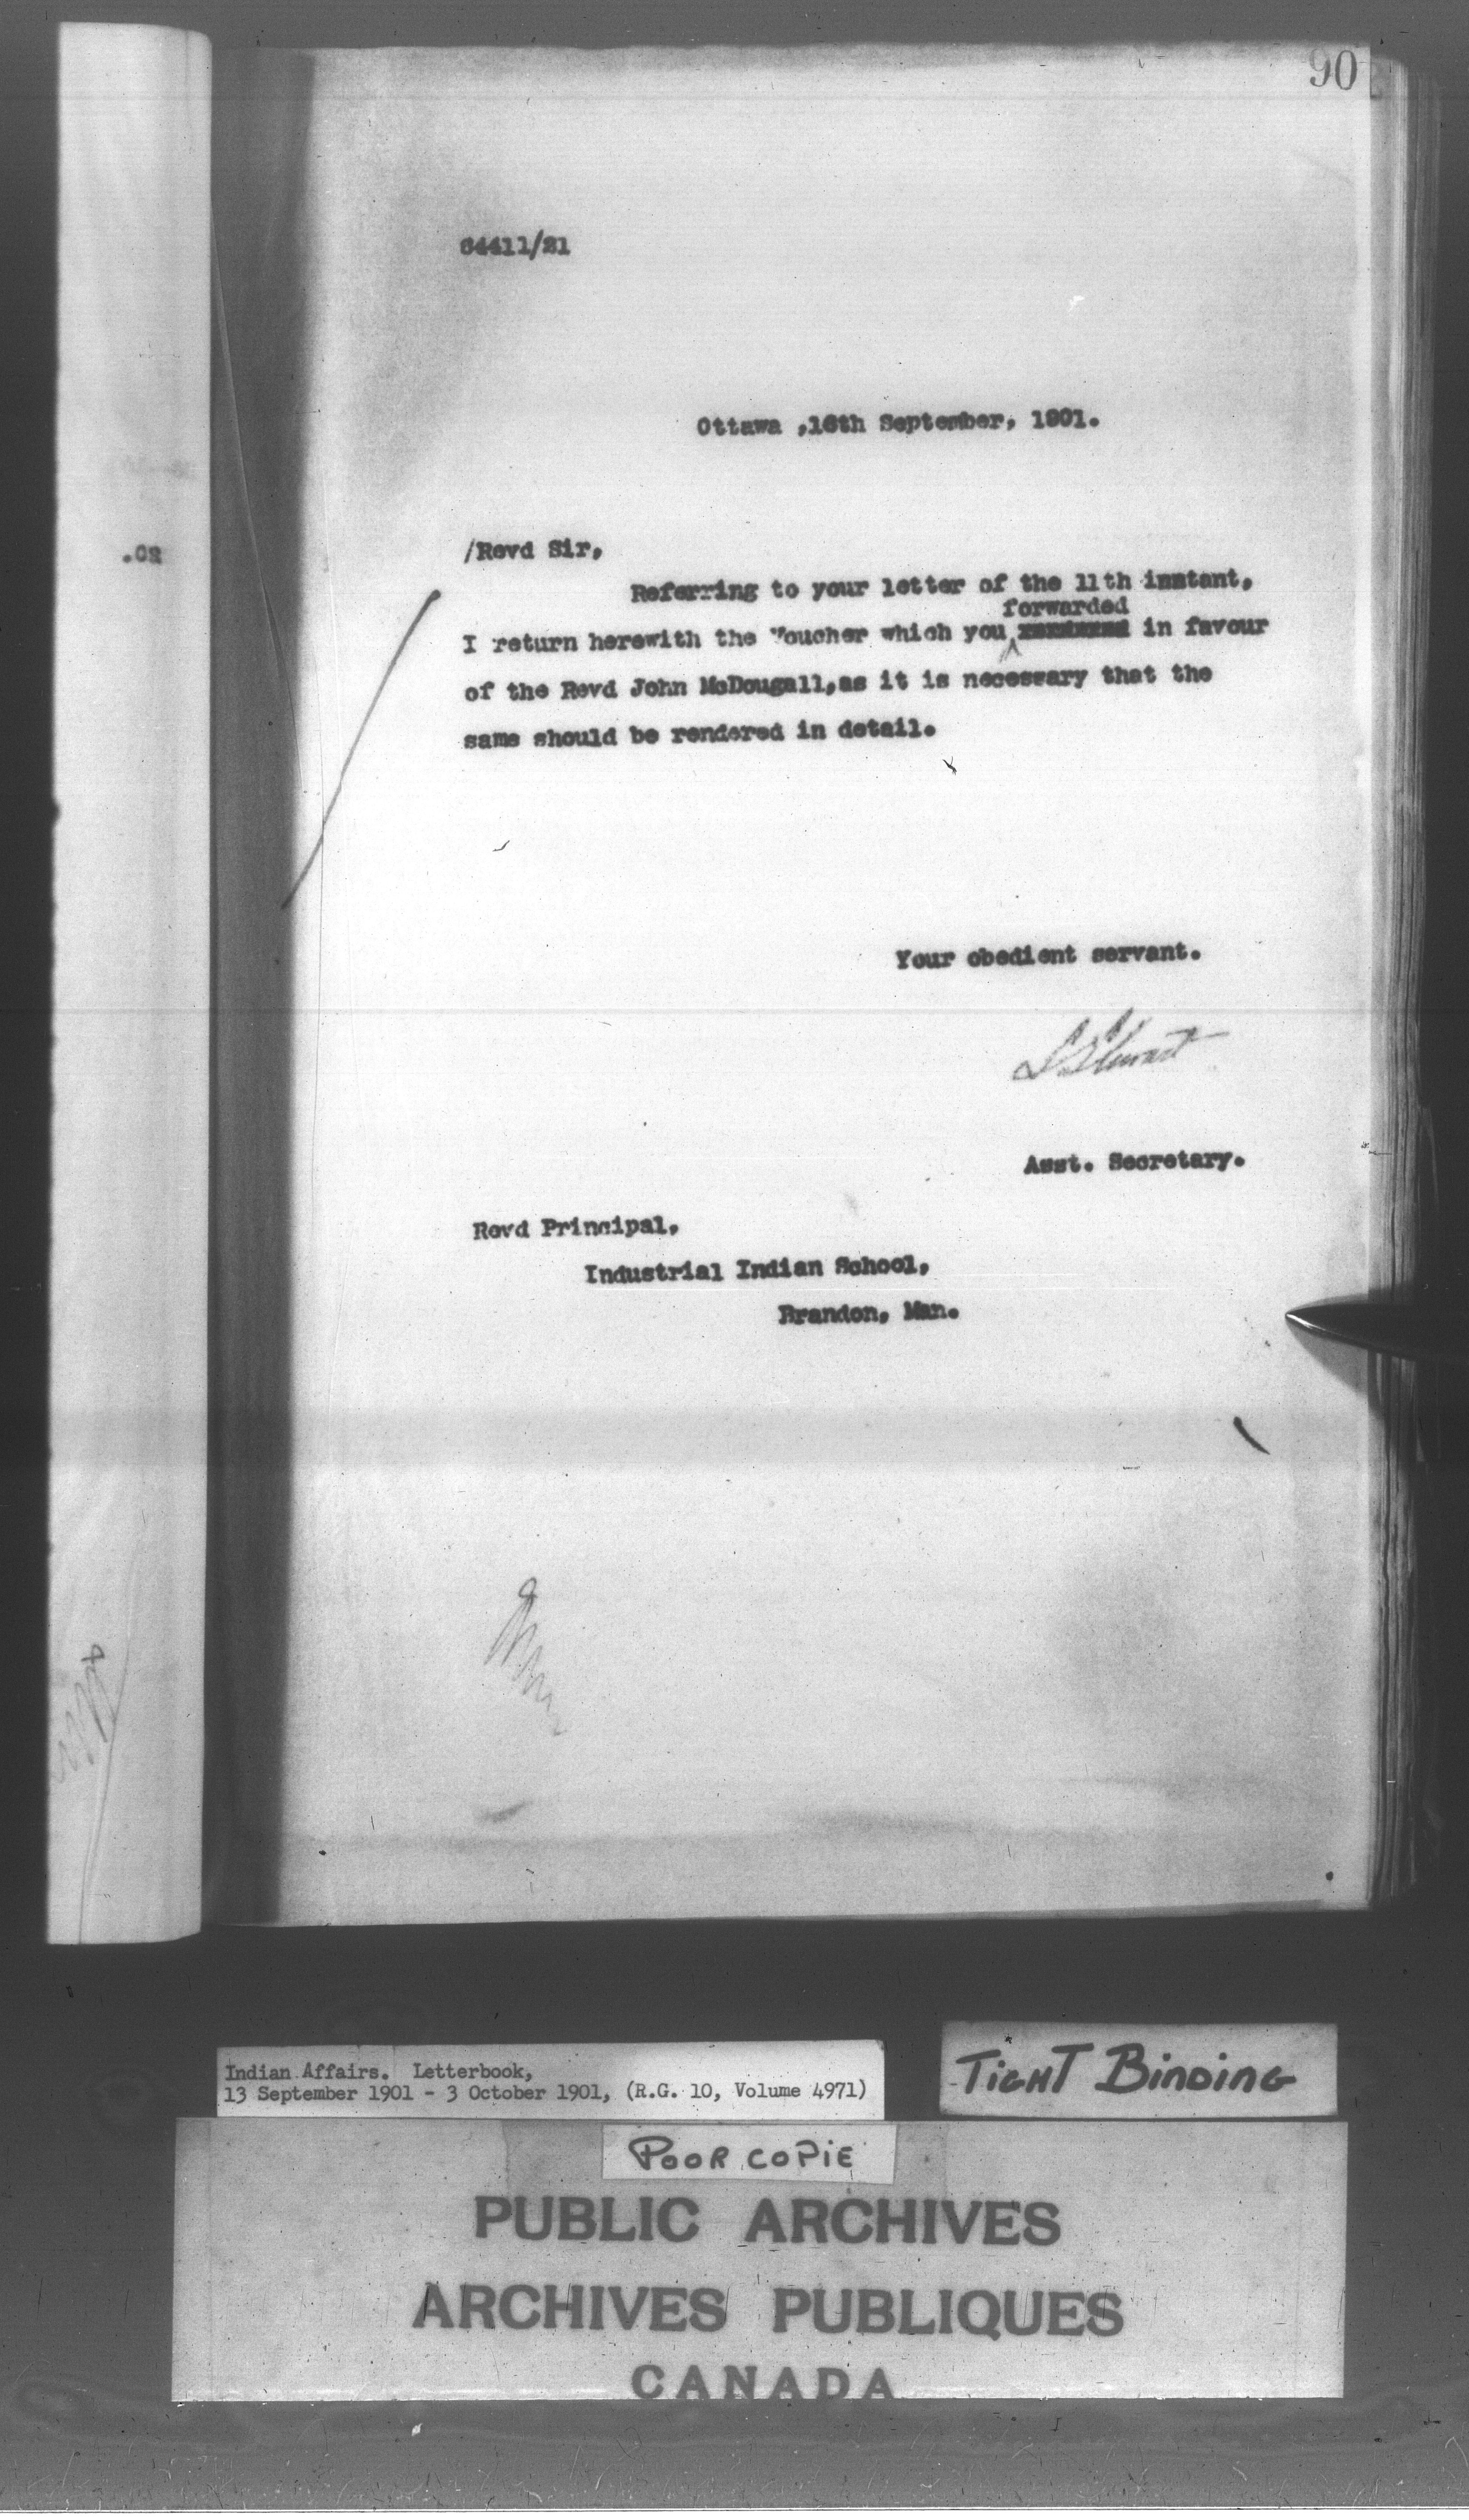 90
64411/21
Ottawa ,16th September, 1901.
.02
/Revd Sir,
Referring to your letter of the 11th instant,
forwarded
I return herewith the Voucher which you in favour
of the Revd John McDougall,as it is necessary that the
same should be rendered in detail.
Your obedient servant.
S Stewart
Asst. Secretary.
Revd Principal,
Industrial Indian School,
Brandon, Man.
Indian Affairs. Letterbook,
13 September 1901 - 3 October 1901, (R.G. 10, Volume 4971)
TIGHT BINDING
POOR COPIE
PUBLIC ARCHIVES
ARCHIVES PUBLIQUES
CANADA